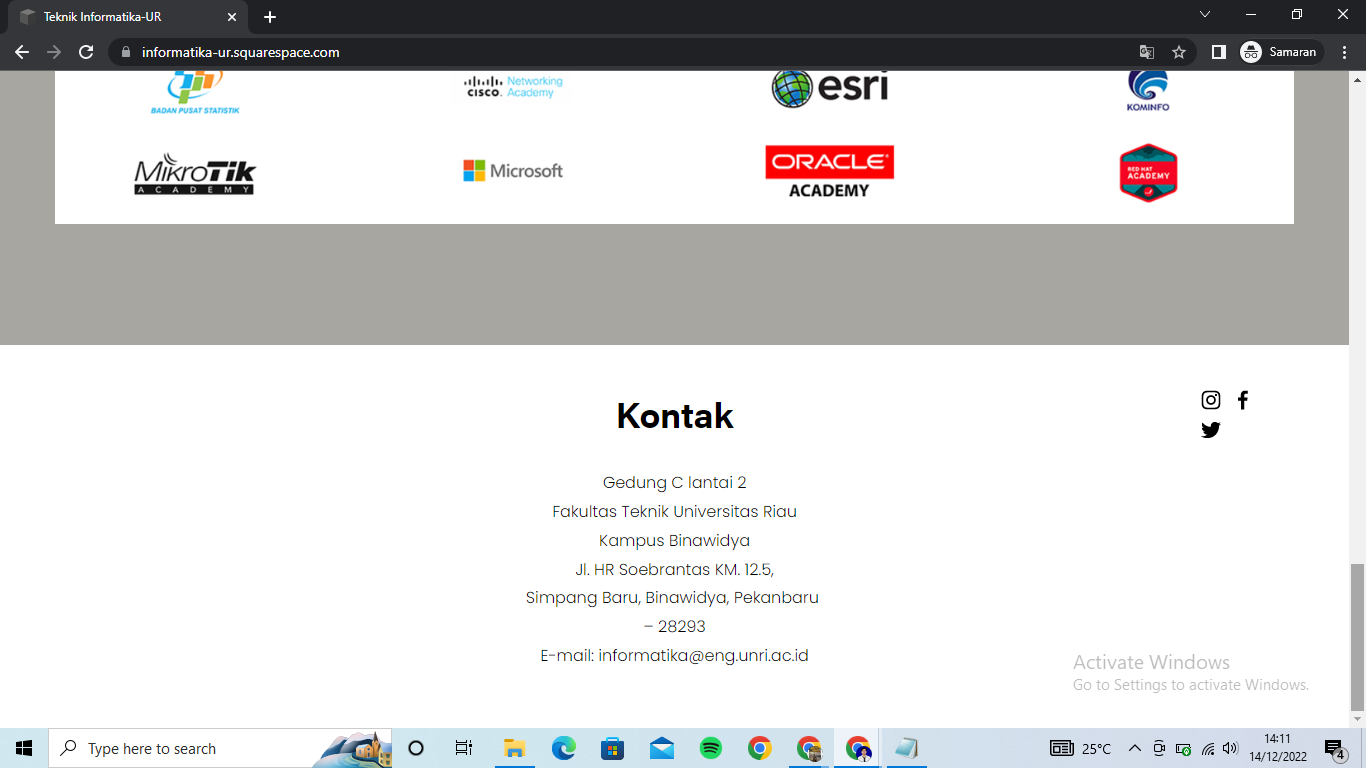 Teknik Informatika-UR
informatika-ur.squarespace.com
Samaran
BADAN PUSAT STATISTIK
CISCO. Networking Academy
esri
KOMINFO
MikroTik ACADEMY
Microsoft
ORACLE ACADEMY
RED HAT ACADEMY
Kontak
Gedung C lantai 2
Fakultas Teknik Universitas Riau
Kampus Binawidya
Jl. HR Soebrantas KM. 12.5,
Simpang Baru, Binawidya, Pekanbaru
– 28293
E-mail: informatika@eng.unri.ac.id
Activate Windows
Go to Settings to activate Windows.
Type here to search
25°C
14:11
14/12/2022
4